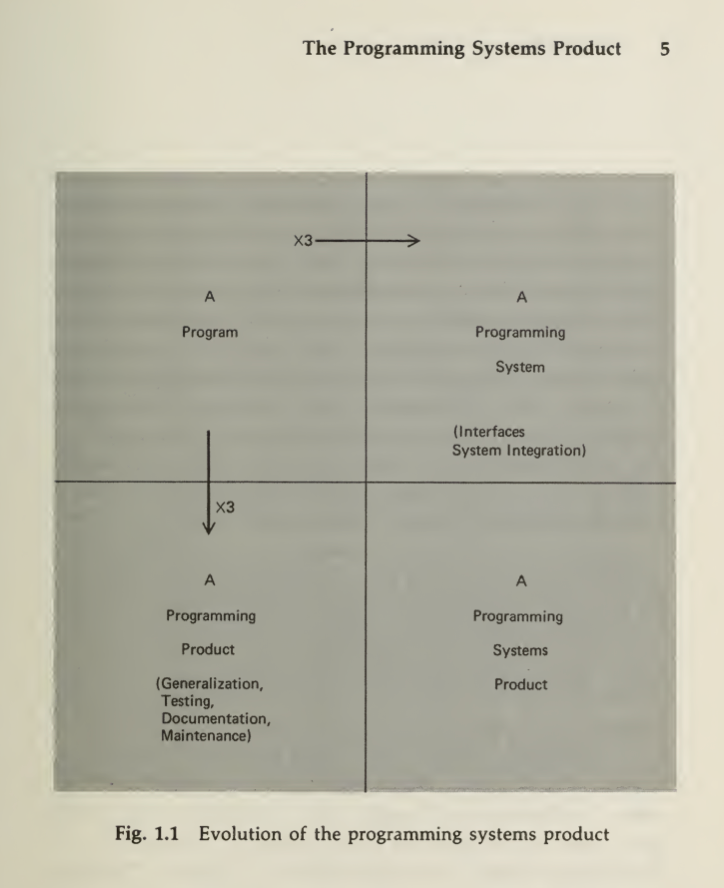 The Programming Systems Product 5
X3
A
Program
A
Programming
System
(Interfaces
System Integration)
X3
A
Programming
Product
(Generalization,
Testing,
Documentation,
Maintenance)
A
Programming
Systems
Product
Fig. 1.1 Evolution of the programming systems product